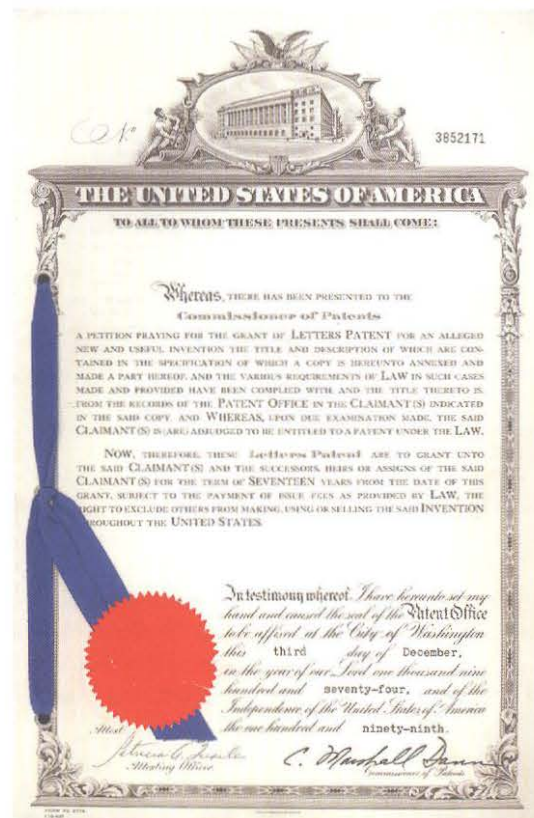 3852171
THE UNITED STATES OF AMERICA
TO ALL TO WHOM THESE PRESENTS SHALL COME:
Whereas, THERE HAS BEEN PRESENTED TO THE
Commissioner of Patents
A PETITION PRAYING FOR THE GRANT OF LETTERS PATENT FOR AN ALLEGED
NEW AND USEFUL INVENTION THE TITLE AND DESCRIPTION OF WHICH ARE CON-
TAINED IN THE SPECIFICATION OF WHICH A COPY IS HEREUNTO ANNEXED AND
MADE A PART HEREOF, AND THE VARIOUS REQUIREMENTS OF LAW IN SUCH CASES
MADE AND PROVIDED HAVE BEEN COMPLIED WITH, AND THE TITLE THERETO IS,
FROM THE RECORDS OF THE PATENT OFFICE IN THE CLAIMANT(S) INDICATED
IN THE SAID COPY, AND WHEREAS, UPON DUE EXAMINATION MADE, THE SAID
CLAIMANT(S) IS (ARE) ADJUDGED TO BE ENTITLED TO A PATENT UNDER THE LAW.
NOW, THEREFORE, THESE Letters Patent ARE TO GRANT UNTO
THE SAID CLAIMANT(S) AND THE SUCCESSORS, HEIRS OR ASSIGNS OF THE SAID
CLAIMANT(S) FOR THE TERM OF SEVENTEEN YEARS FROM THE DATE OF THIS
GRANT, SUBJECT TO THE PAYMENT OF ISSUE FEES AS PROVIDED BY LAW, THE
IGHT TO EXCLUDE OTHERS FROM MAKING, USING OR SELLING THE SAID INVENTION
HROUGHOUT THE UNITED STATES.
In testimony whereof, I have hereunto set my
hand and caused the seal of the Patent Office
to be affixed at the City of Washington
this third day of December,
in the year of our Lord one thousand nine
hundred and seventy-four, and of the
Independence of the United States of America
the one hundred and ninety-ninth.
Attest:
Attesting Officer.
C. Marshall Dann
Commissioner of Patents